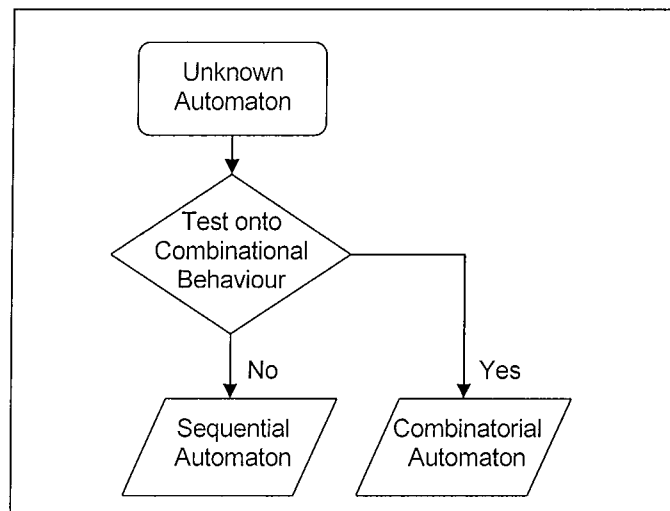 Unknown
Automaton
Test onto
Combinational
Behaviour
No
Yes
Sequential
Automaton
Combinatorial
Automaton